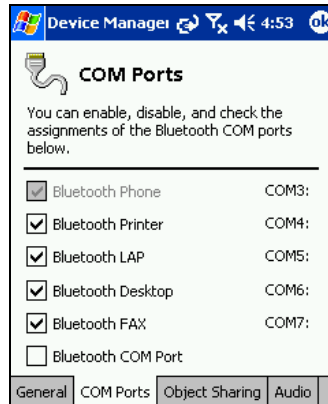 Device Manager 4:53 ok
COM Ports
You can enable, disable, and check the
assignments of the Bluetooth COM ports
below.
Bluetooth Phone COM3:
Bluetooth Printer COM4:
Bluetooth LAP COM5:
Bluetooth Desktop COM6:
Bluetooth FAX COM7:
Bluetooth COM Port
General COM Ports Object Sharing Audio